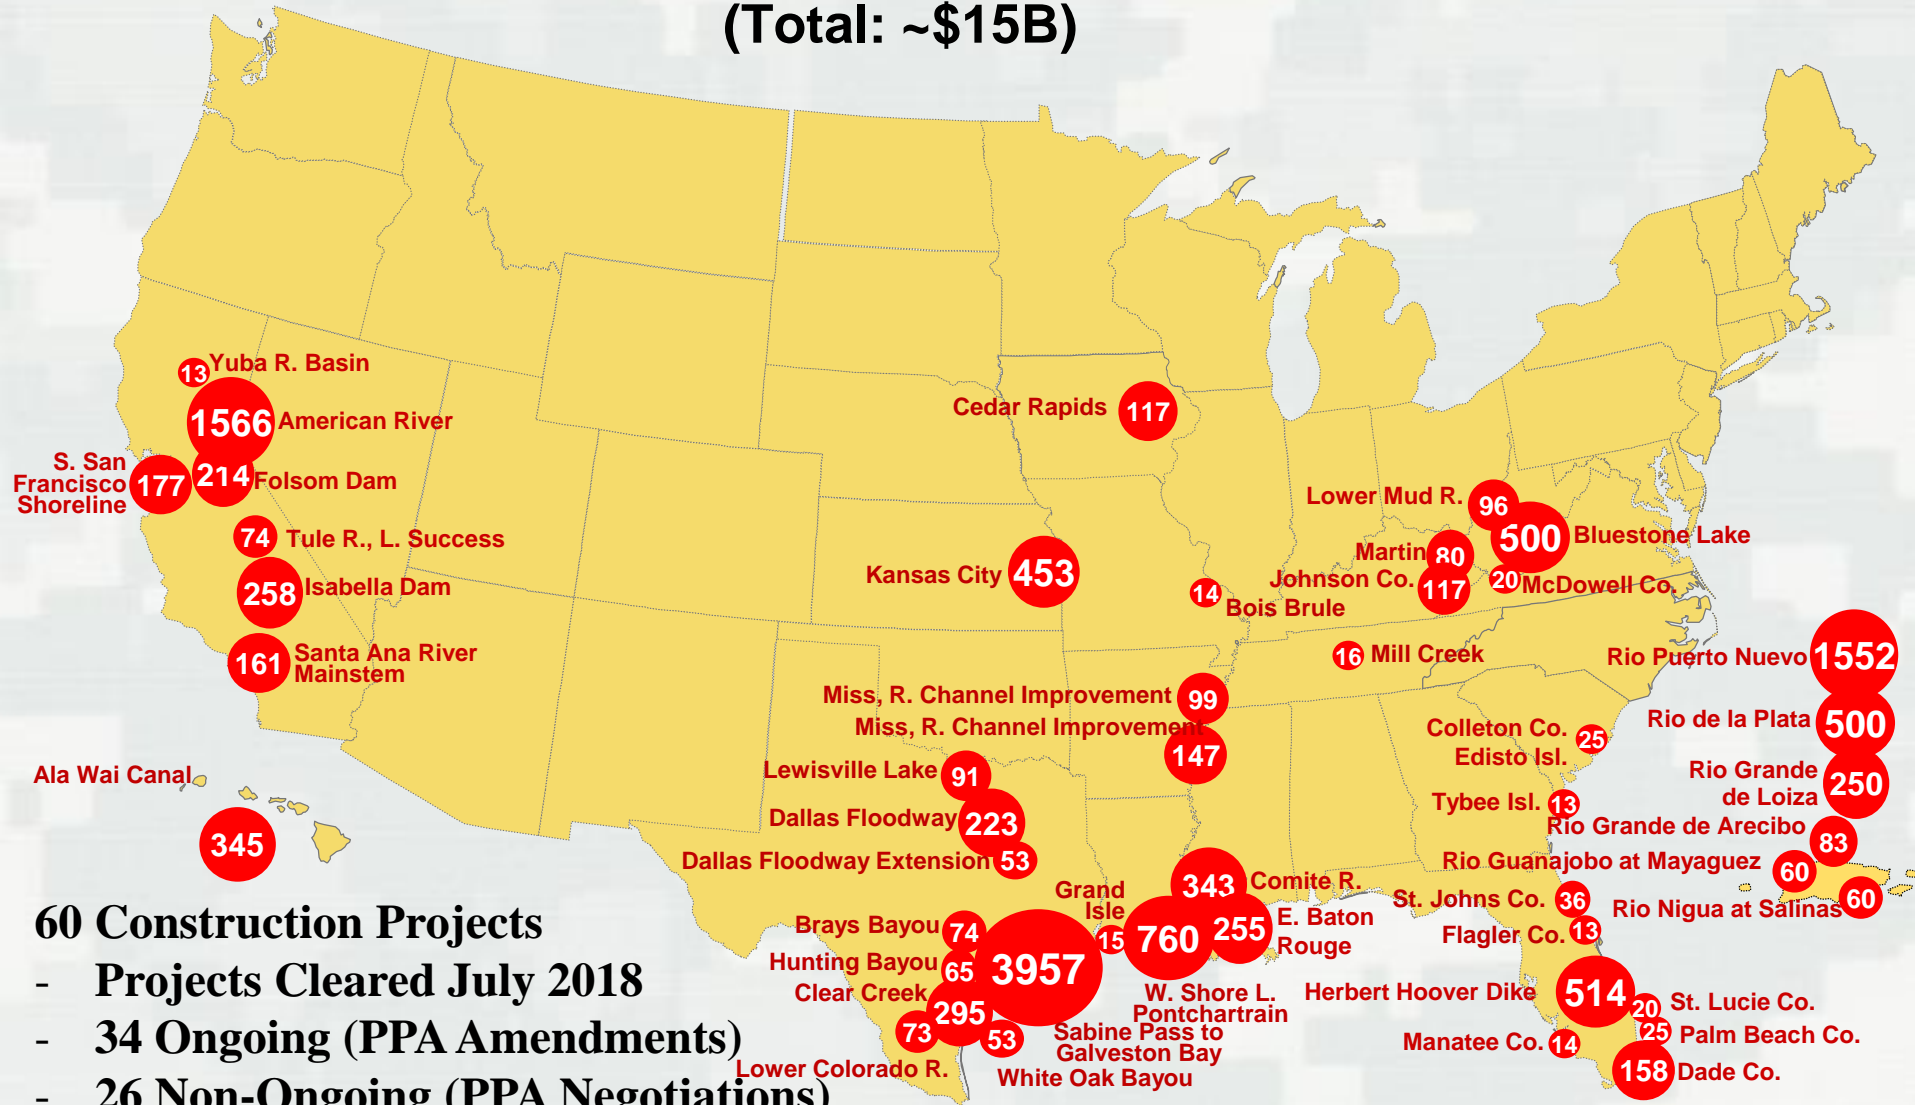 (Total: ~$15B)
13 Yuba R. Basin
1566 American River
S. San
Francisco
Shoreline
177
214 Folsom Dam
74 Tule R., L. Success
258 Isabella Dam
161
Santa Ana River
Mainstem
Ala Wai Canal
345
Cedar Rapids 117
Kansas City 453
14
Bois Brule
Lower Mud R. 96
500 Bluestone Lake
Martin 80
Johnson Co. 117
20 McDowell Co.
16 Mill Creek
Miss, R. Channel Improvement 99
Miss, R. Channel Improvement
147
Lewisville Lake 91
Dallas Floodway 223
Dallas Floodway Extension 53
Colleton Co.
Edisto Isl.
25
Tybee Isl. 13
Rio Puerto Nuevo 1552
Rio de la Plata 500
Rio Grande
de Loiza
250
Rio Grande de Arecibo 83
Rio Guanajobo at Mayaguez 60
Rio Nigua at Salinas 60
343 Comite R.
Grand
Isle
15
760
255
E. Baton
Rouge
W. Shore L.
Pontchartrain
Brays Bayou 74
Hunting Bayou 65
3957
Clear Creek 295
73
Lower Colorado R.
53
Sabine Pass to
Galveston Bay
White Oak Bayou
St. Johns Co. 36
Flagler Co. 13
Herbert Hoover Dike 514
20 St. Lucie Co.
25 Palm Beach Co.
Manatee Co. 14
158 Dade Co.
60 Construction Projects
- Projects Cleared July 2018
- 34 Ongoing (PPA Amendments)
- 26 Non-Ongoing (PPA Negotiations)